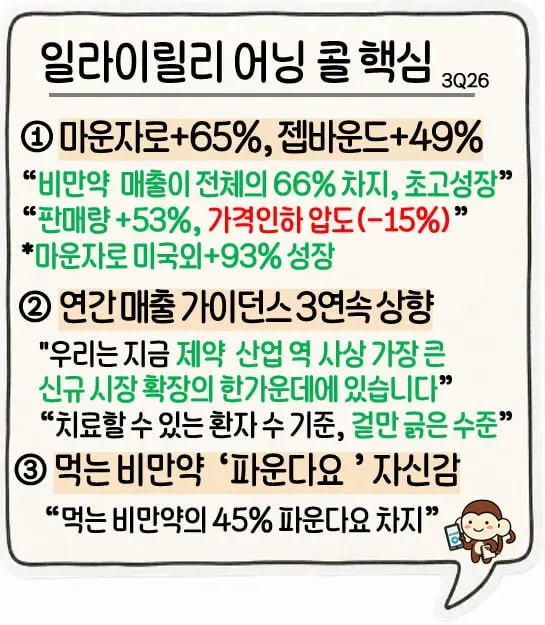 일라이릴리 어닝 콜 핵심 3Q26
① 마운자로+65%, 젭바운드+49%
“비만약 매출이 전체의 66% 차지, 초고성장”
“판매량 +53%, 가격인하 압도(-15%)”
*마운자로 미국외+93% 성장
② 연간 매출 가이던스 3연속 상향
"우리는 지금 제약 산업 역 사상 가장 큰
신규 시장 확장의 한가운데에 있습니다”
“치료할 수 있는 환자 수 기준, 겉만 긁은 수준”
③ 먹는 비만약 ‘파운다요 ’ 자신감
“먹는 비만약의 45% 파운다요 차지”